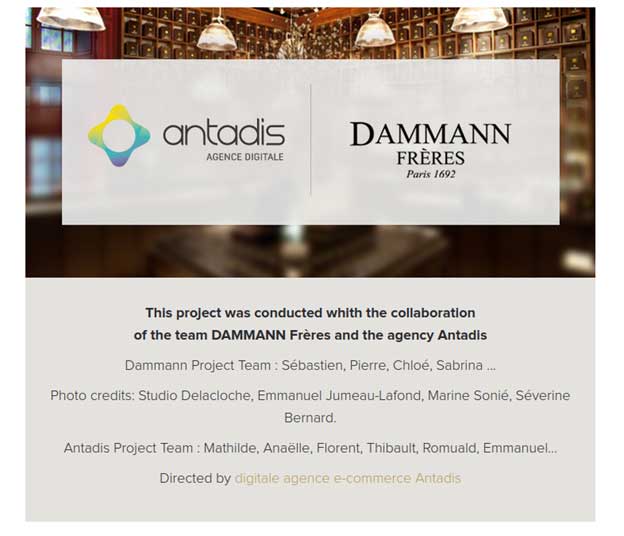 antadis
AGENCE DIGITALE
DAMMANN
FRÈRES
Paris 1692
This project was conducted whith the collaboration
of the team DAMMANN Frères and the agency Antadis
Dammann Project Team : Sébastien, Pierre, Chloé, Sabrina ...
Photo credits: Studio Delacloche, Emmanuel Jumeau-Lafond, Marine Sonié, Séverine
Bernard.
Antadis Project Team : Mathilde, Anaëlle, Florent, Thibault, Romuald, Emmanuel...
Directed by digitale agence e-commerce Antadis